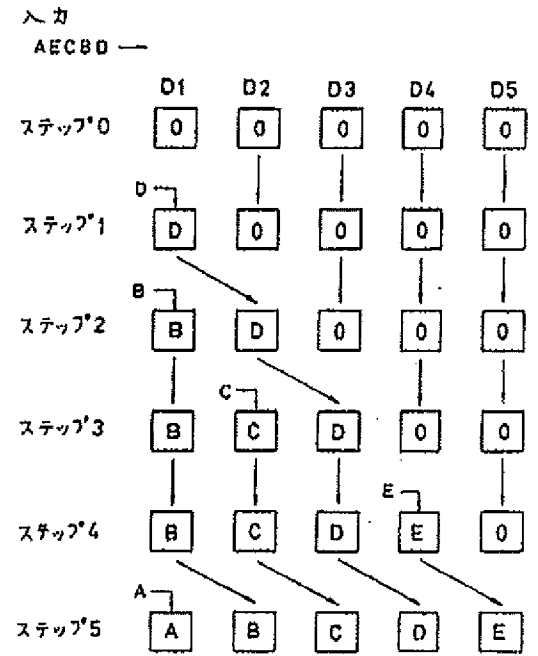 入力
AECBD
D1 D2 D3 D4 D5
ステップ0 0 0 0 0 0
D
ステップ1 D 0 0 0 0
B
ステップ2 B D 0 0 0
C
ステップ3 B C D 0 0
E
ステップ4 B C D E 0
A
ステップ5 A B C D E